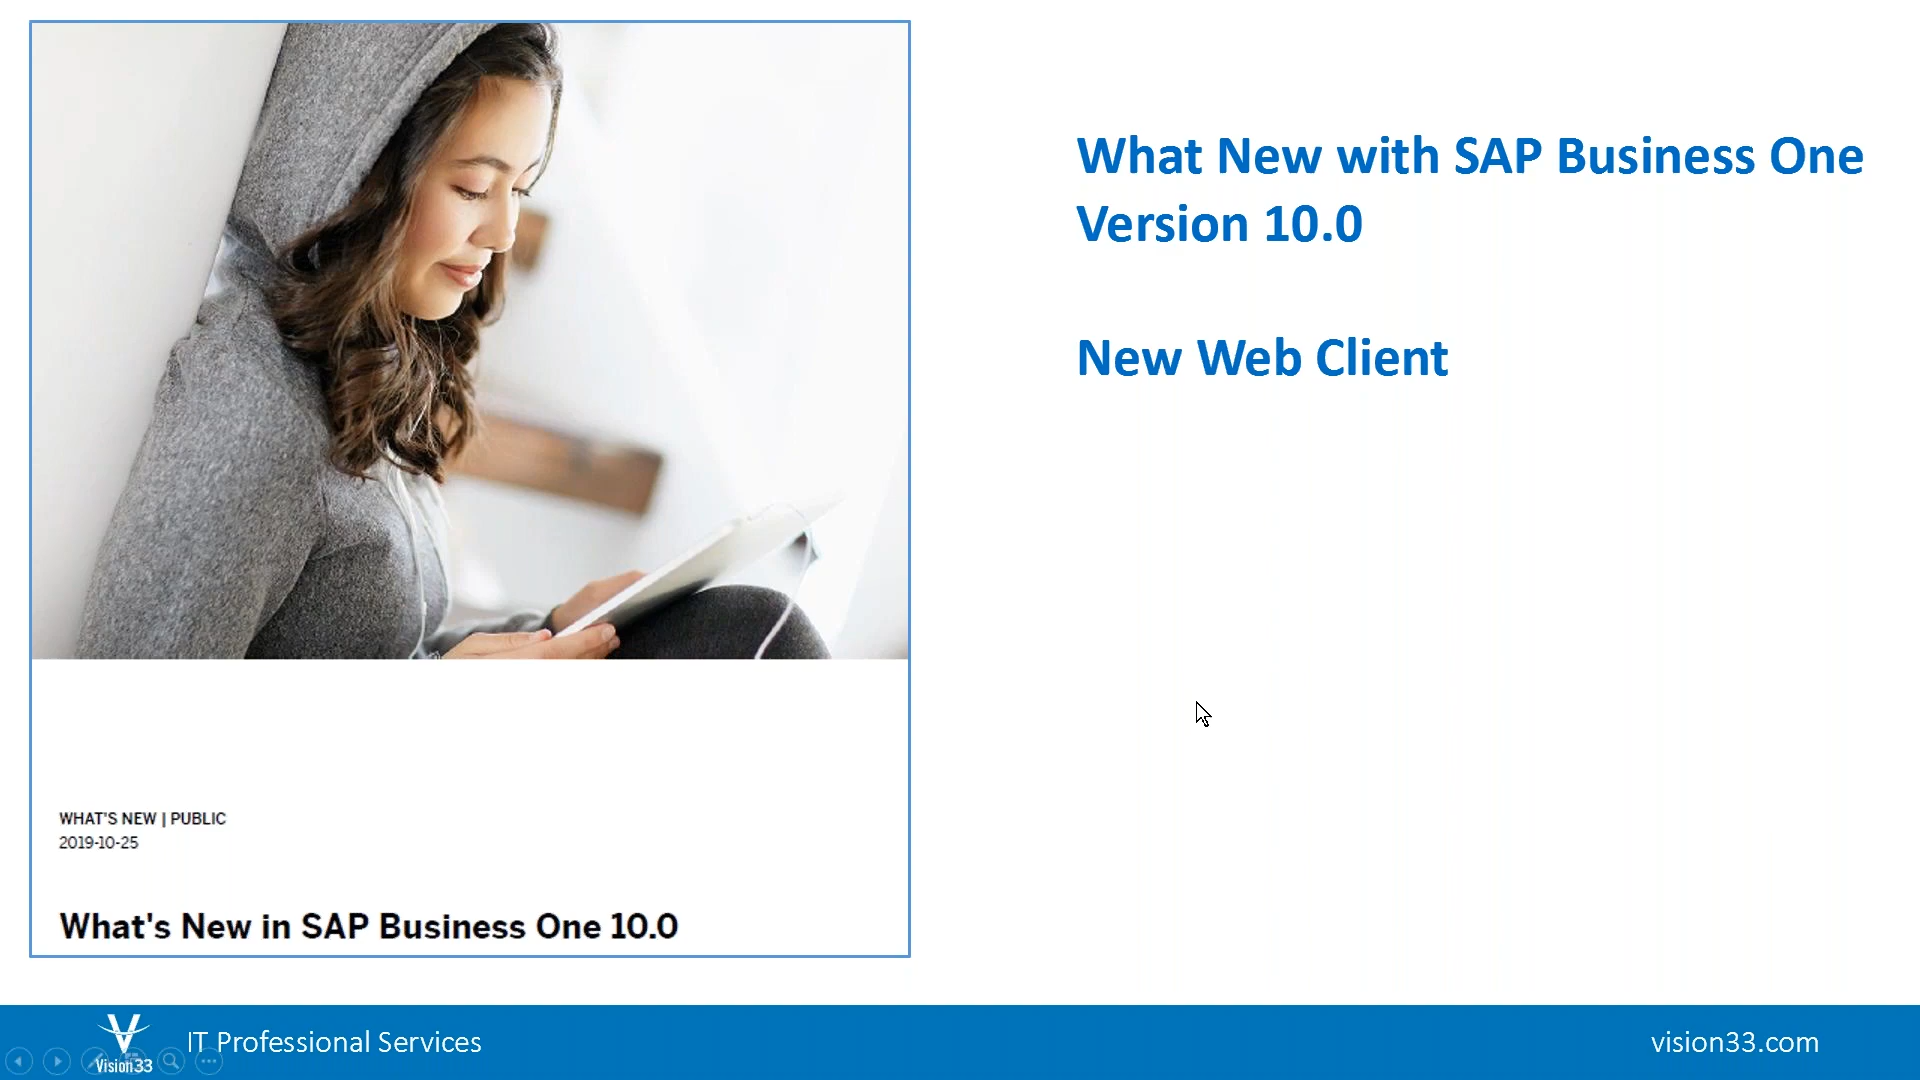 What New with SAP Business One
Version 10.0
New Web Client
WHAT'S NEW | PUBLIC
2019-10-25
What's New in SAP Business One 10.0
Vision33
IT Professional Services
vision33.com